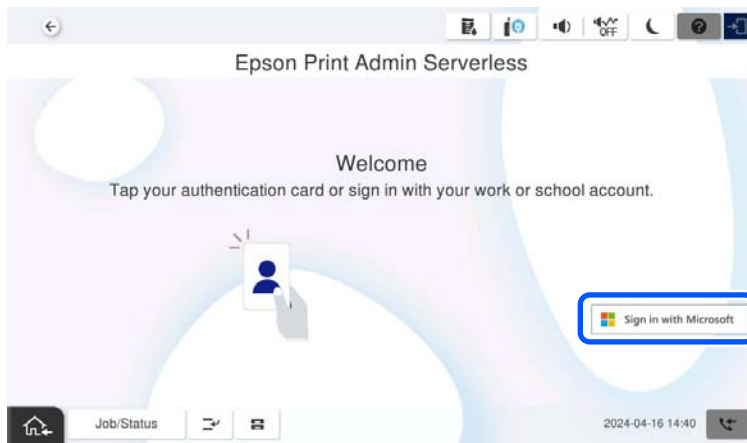 OFF
?
Epson Print Admin Serverless
Welcome
Tap your authentication card or sign in with your work or school account.
Sign in with Microsoft
Job/Status
2024-04-16 14:40